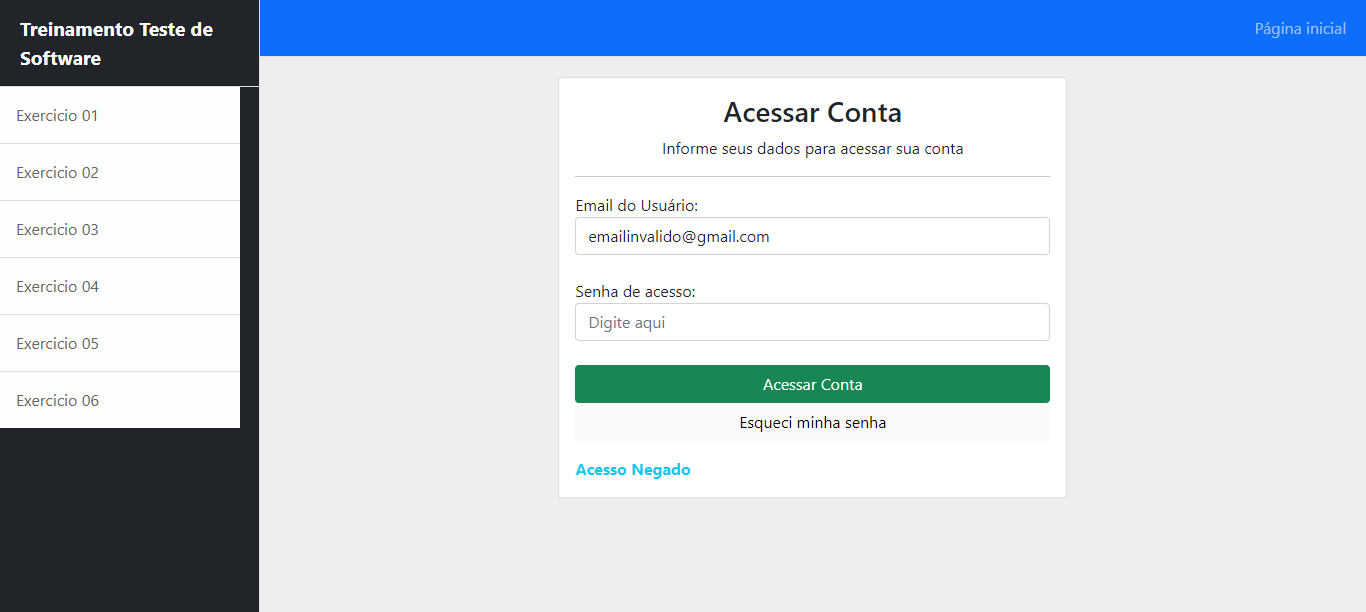 Treinamento Teste de
Software
Página inicial
Exercicio 01
Exercicio 02
Exercicio 03
Exercicio 04
Exercicio 05
Exercicio 06
Acessar Conta
Informe seus dados para acessar sua conta
Email do Usuário:
emailinvalido@gmail.com
Senha de acesso:
Digite aqui
Acessar Conta
Esqueci minha senha
Acesso Negado